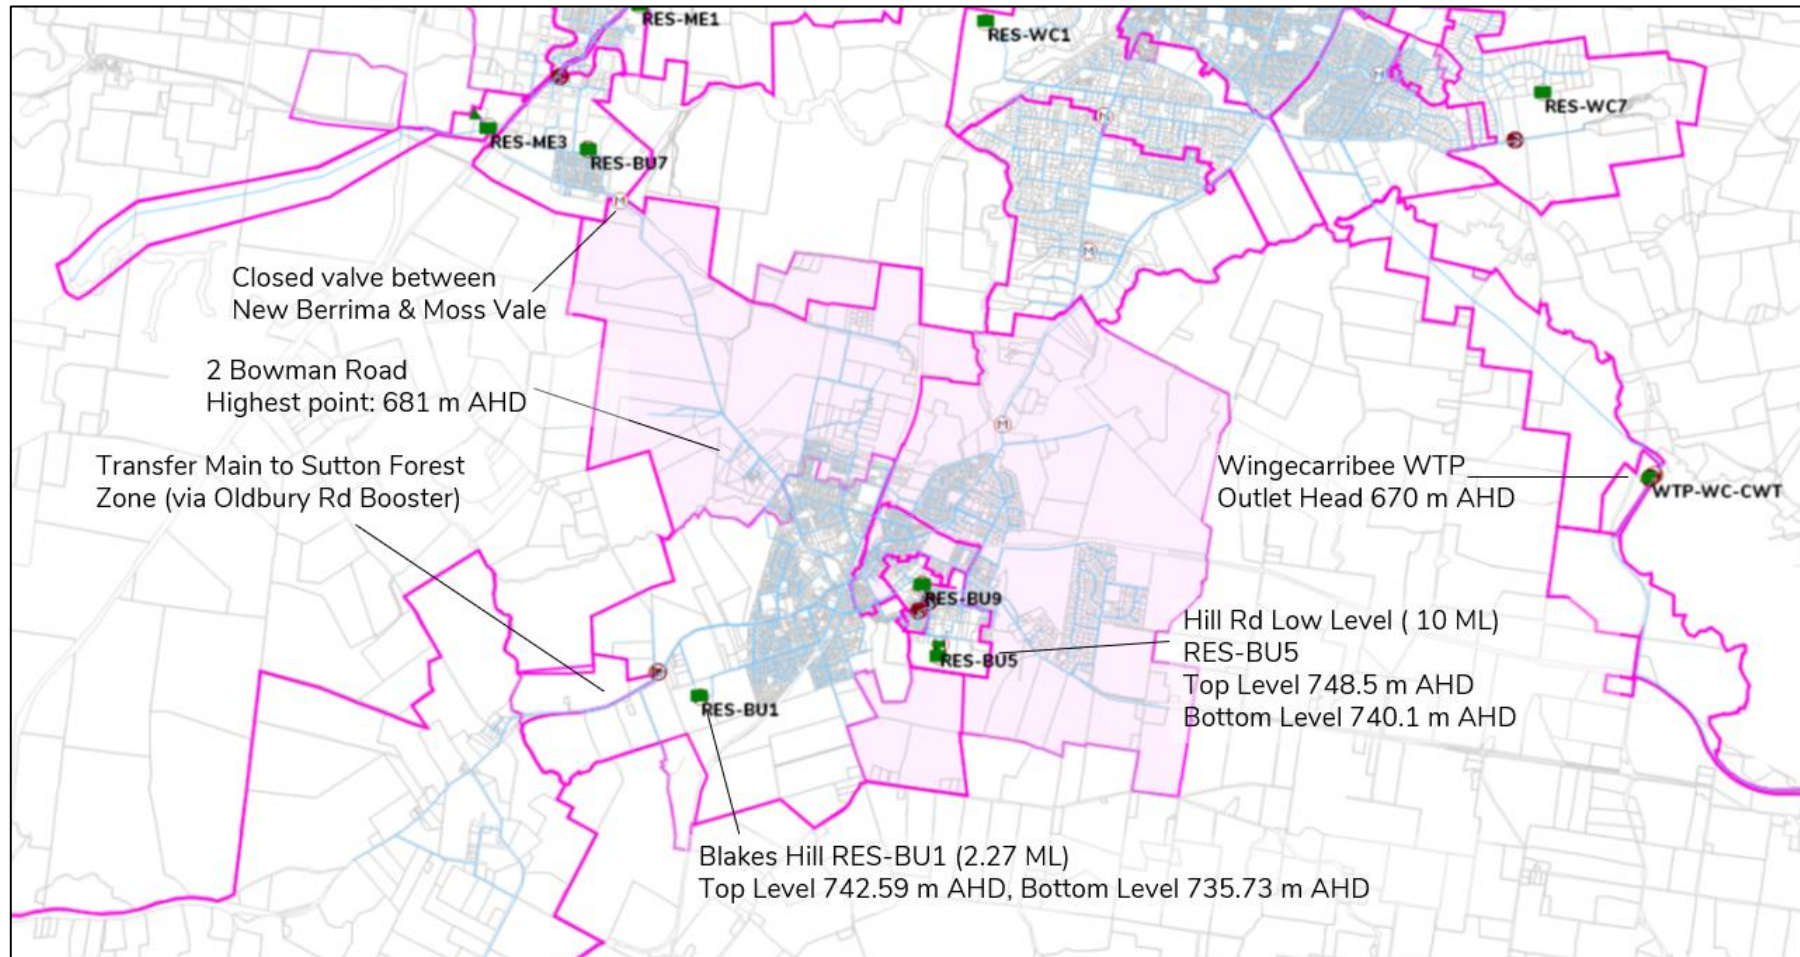 RES-ME1
RES-WC1
RES-WC7
RES-ME3
RES-BU7
M
M
M
M
M
Closed valve between
New Berrima & Moss Vale
2 Bowman Road
Highest point: 681 m AHD
Transfer Main to Sutton Forest
Zone (via Oldbury Rd Booster)
Wingecarribee WTP
Outlet Head 670 m AHD
WTP-WC-CWT
RES-BU9
RES-BU5
Hill Rd Low Level ( 10 ML)
RES-BU5
Top Level 748.5 m AHD
Bottom Level 740.1 m AHD
RES-BU1
Blakes Hill RES-BU1 (2.27 ML)
Top Level 742.59 m AHD, Bottom Level 735.73 m AHD